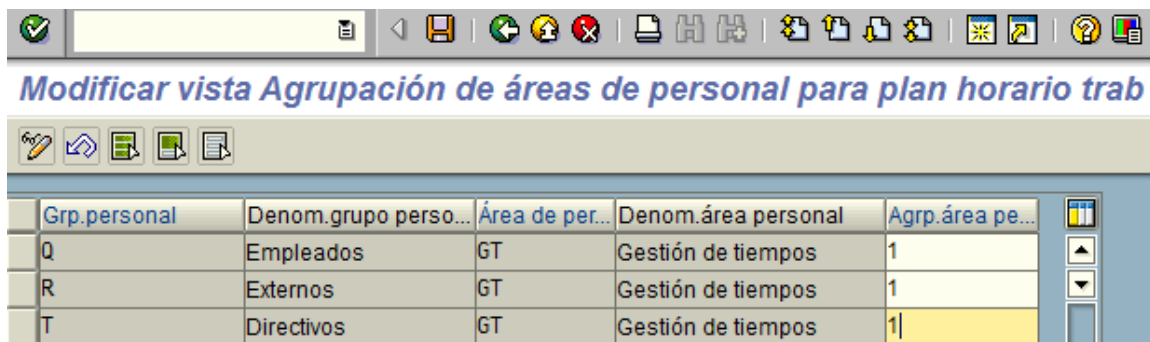 Modificar vista Agrupación de áreas de personal para plan horario trab
Grp.personal Denom.grupo perso... Área de per... Denom.área personal Agrp.área pe...
Q Empleados GT Gestión de tiempos 1
R Externos GT Gestión de tiempos 1
T Directivos GT Gestión de tiempos 1